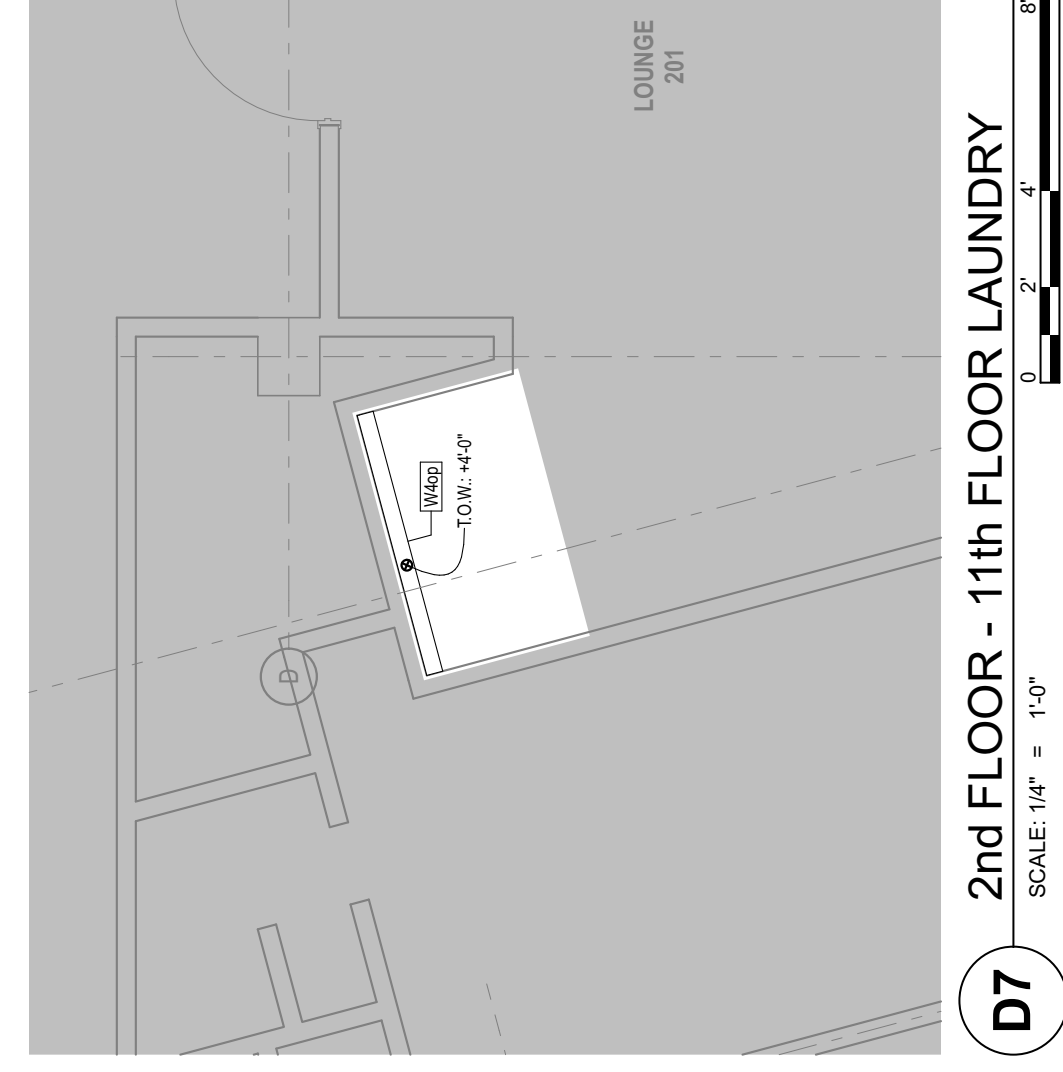 LOUNGE
201
W4op
T.O.W.: +4'-0"
D
D7
2nd FLOOR - 11th FLOOR LAUNDRY
SCALE: 1/4" = 1'-0"
0 2' 4' 8'